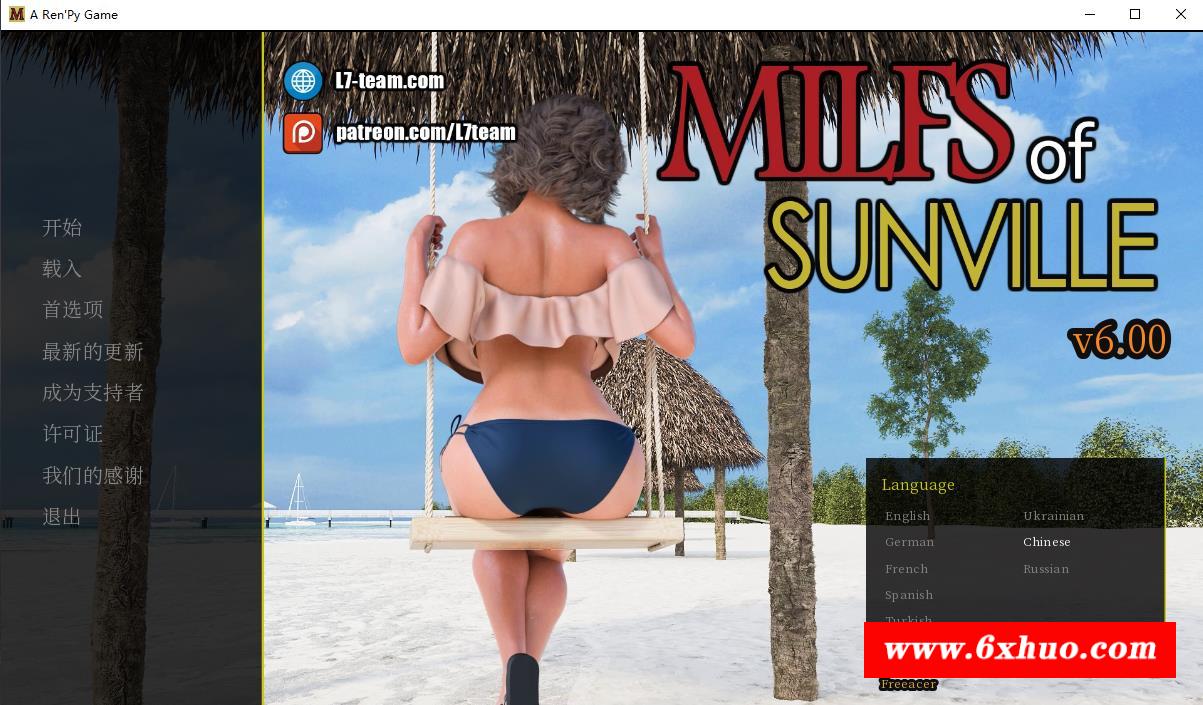 A Ren'Py Game
L7-team.com
patreon.com/L7team
MILFS of
SUNVILLE
v6.00
开始
载入
首选项
最新的更新
成为支持者
许可证
我们的感谢
退出
Language
English
Ukrainian
German
Chinese
French
Russian
Spanish
Turkish
www.6xhuo.com
Freeacer